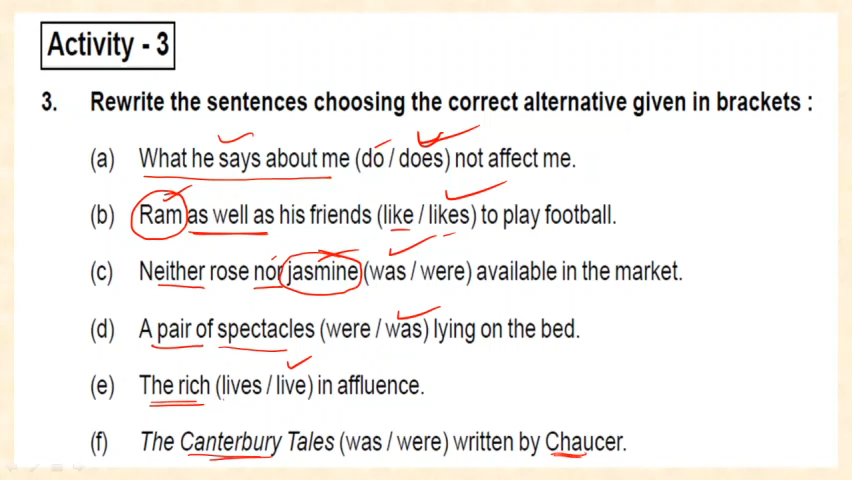 Activity - 3
3. Rewrite the sentences choosing the correct alternative given in brackets :
(a) What he says about me (do / does) not affect me.
(b) Ram as well as his friends (like / likes) to play football.
(c) Neither rose nor jasmine (was / were) available in the market.
(d) A pair of spectacles (were / was) lying on the bed.
(e) The rich (lives / live) in affluence.
(f) The Canterbury Tales (was / were) written by Chaucer.